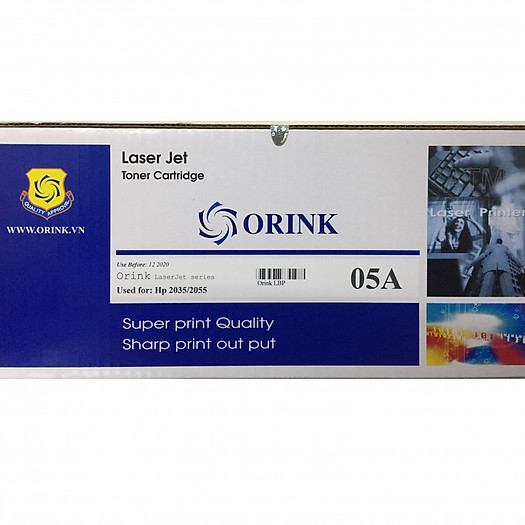 Laser Jet
Toner Cartridge
QUALITY APPROVAL
WWW.ORINK.VN
ORINK
Use Before: 12 2020
Orink LaserJet series
Used for: Hp 2035/2055
Orink LBP
05A
Laser Printer
Super print Quality
Sharp print out put